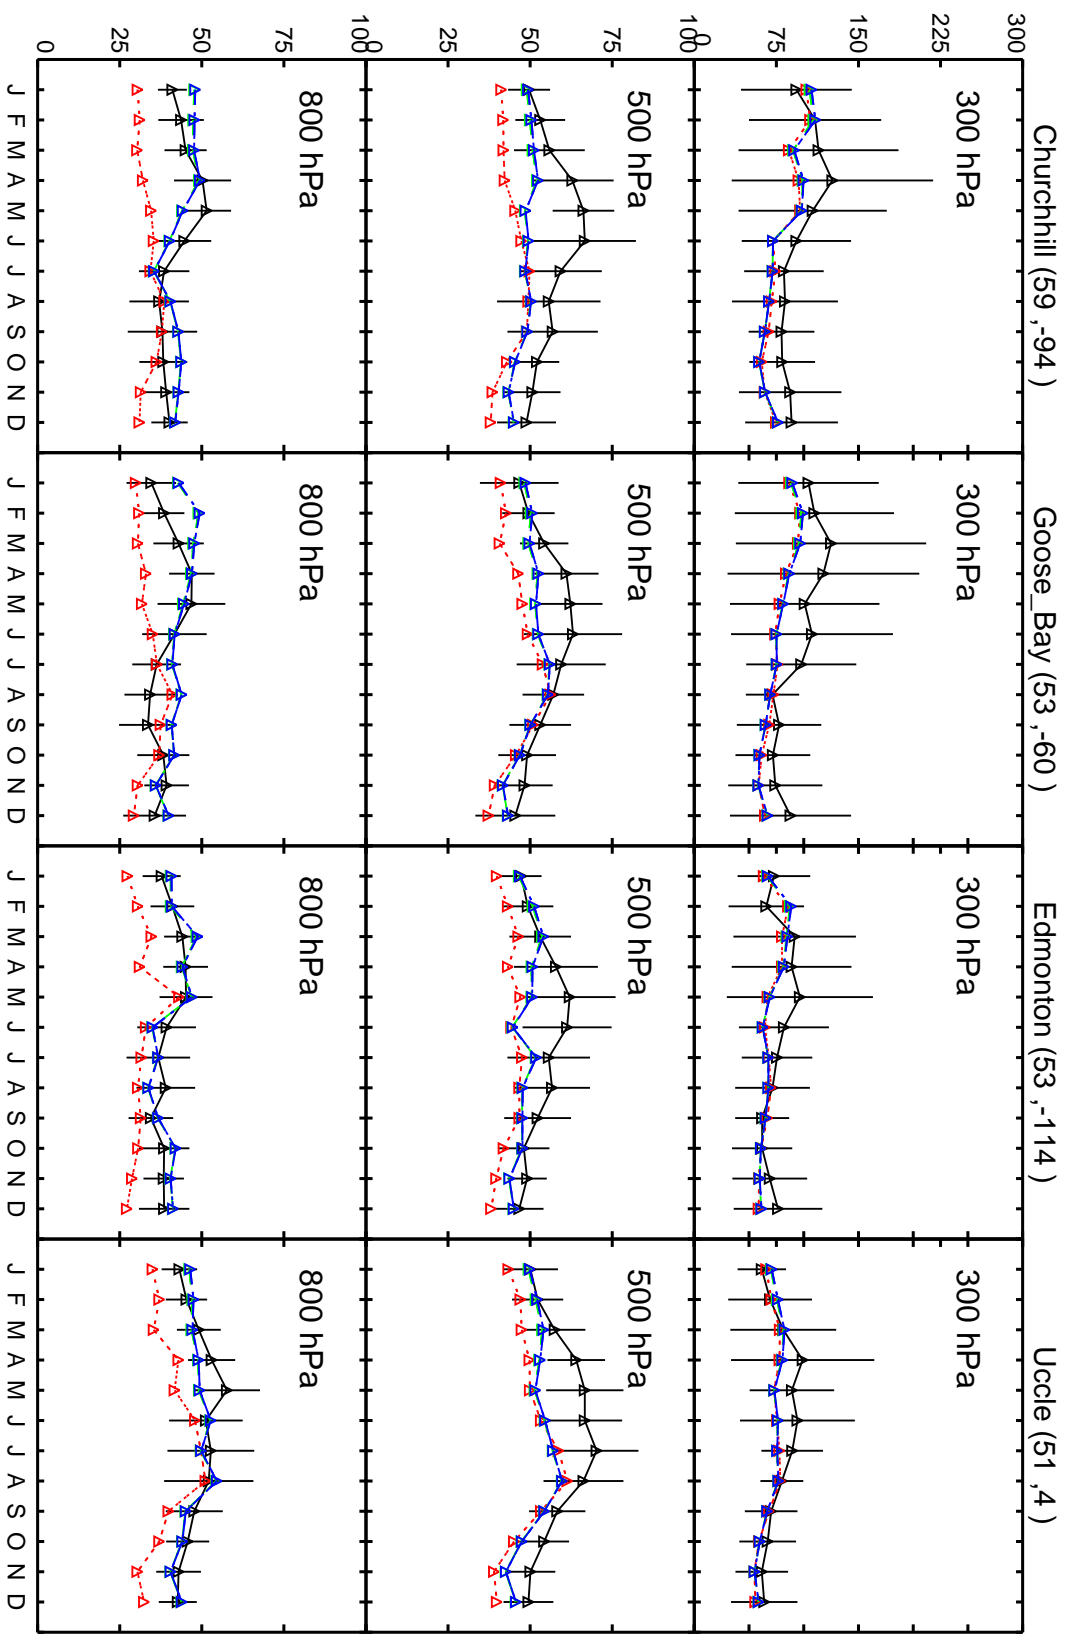 Churchhill (59 ,-94 )
Goose_Bay (53 ,-60 )
Edmonton (53 ,-114 )
Uccle (51 ,4 )
300
225
150
75
0
300 hPa
300 hPa
300 hPa
300 hPa
100
75
50
25
0
500 hPa
500 hPa
500 hPa
500 hPa
100
75
50
25
0
800 hPa
800 hPa
800 hPa
800 hPa
J F M A M J J A S O N D
J F M A M J J A S O N D
J F M A M J J A S O N D
J F M A M J J A S O N D